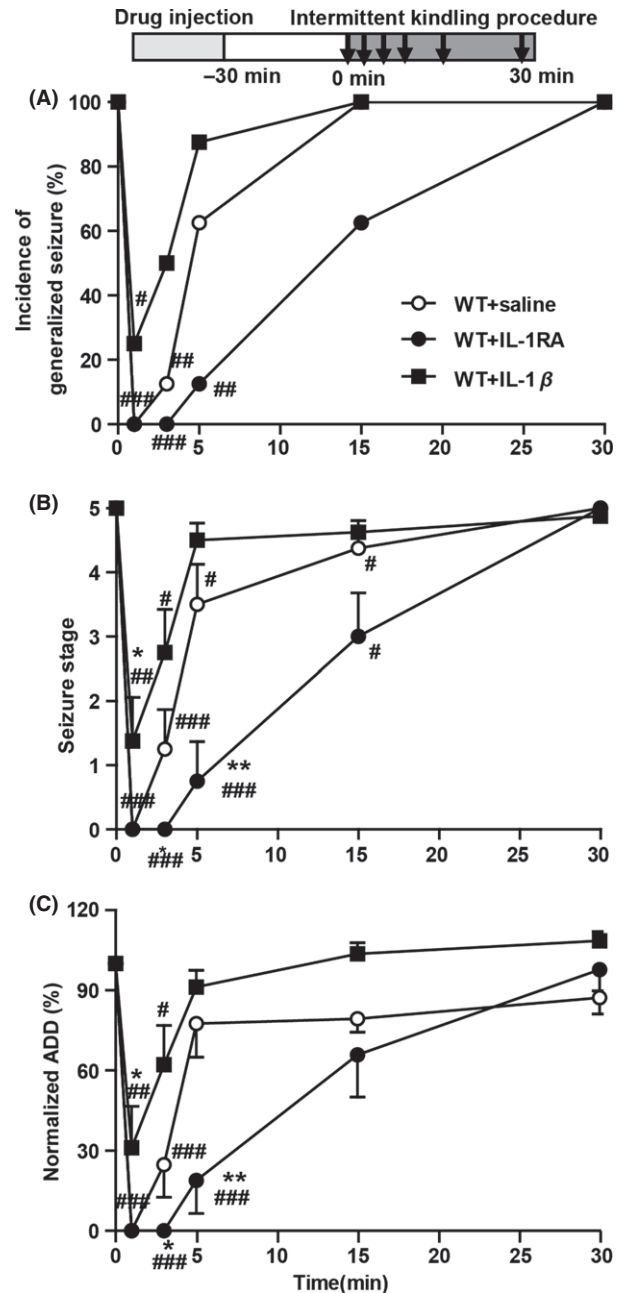 Drug injection Intermittent kindling procedure
−30 min 0 min 30 min
(A)
Incidence of
generalized seizure (%)
100
80
60
40
20
0
#
##
###
###
##
WT+saline
WT+IL-1RA
WT+IL-1β
0 5 10 15 20 25 30
(B)
Seizure stage
5
4
3
2
1
0
*
##
#
#
#
###
#
###
**
###
*
###
0 5 10 15 20 25 30
(C)
Normalized ADD (%)
120
90
60
30
0
#
*
##
###
###
**
###
*
###
0 5 10 15 20 25 30
Time(min)